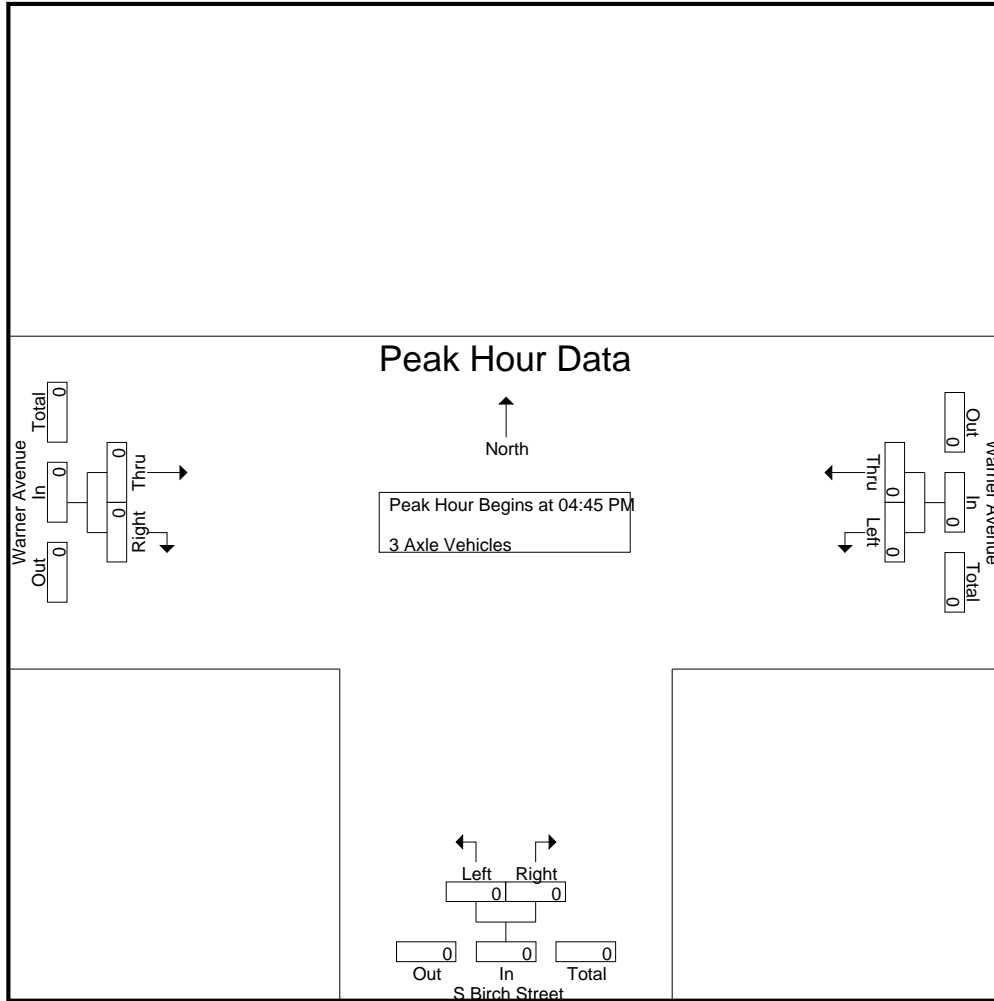 Peak Hour Data
North
Peak Hour Begins at 04:45 PM
3 Axle Vehicles
Warner Avenue
Total
0
In
0
Out
0
0
Thru
0
Right
Warner Avenue
Out
0
In
0
Total
0
Thru
0
Left
0
Left Right
0 0
0 0 0
Out In Total
S Birch Street